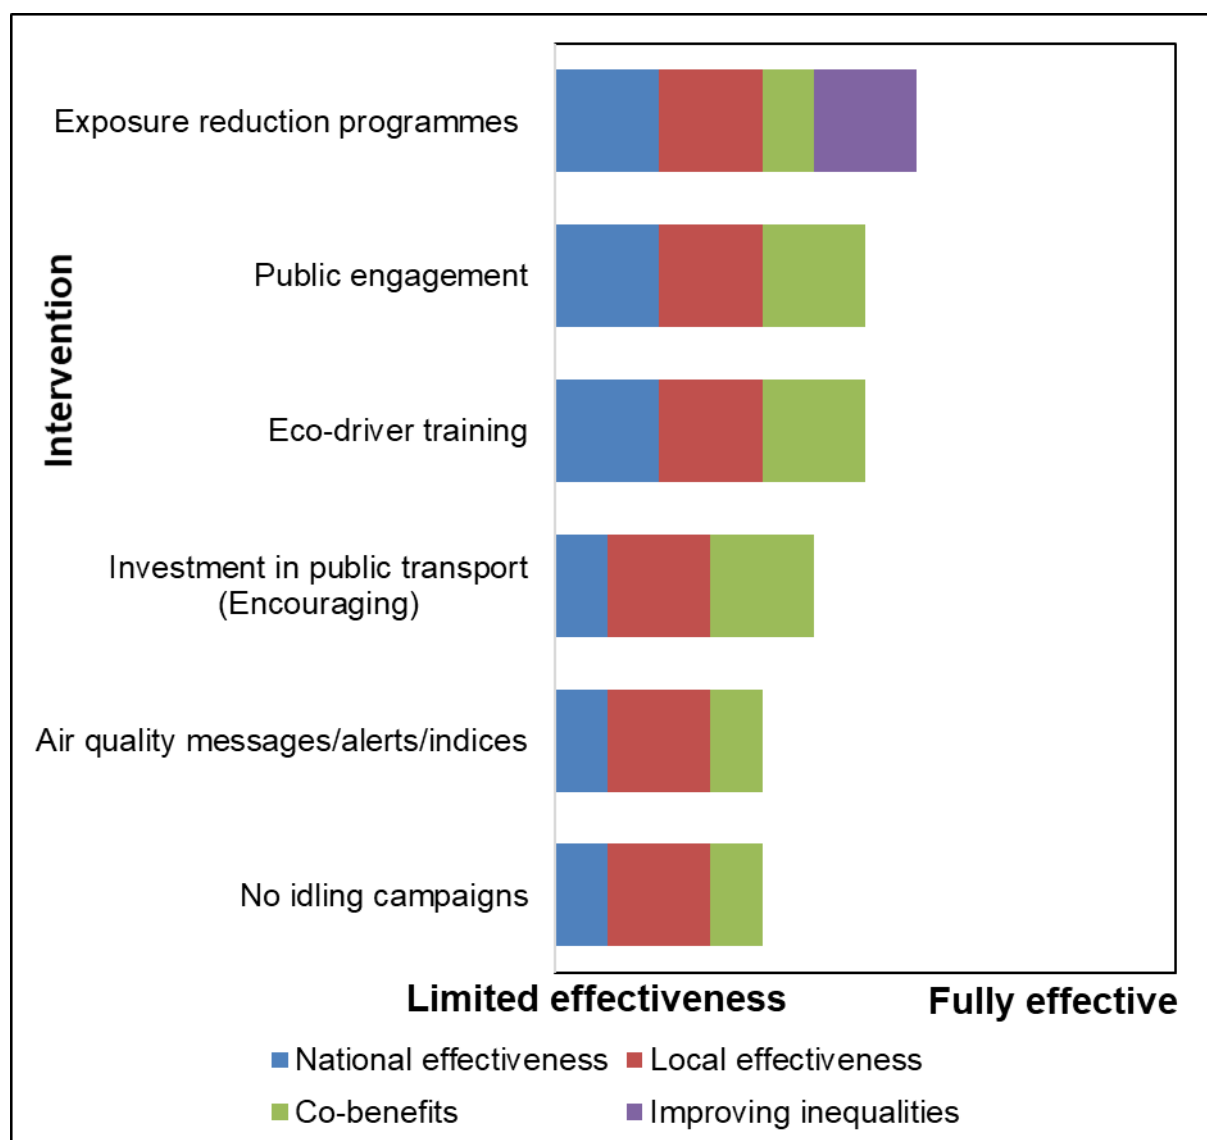 Exposure reduction programmes
Public engagement
Intervention
Eco-driver training
Investment in public transport
(Encouraging)
Air quality messages/alerts/indices
No idling campaigns
Limited effectiveness
Fully effective
National effectiveness
Local effectiveness
Co-benefits
Improving inequalities